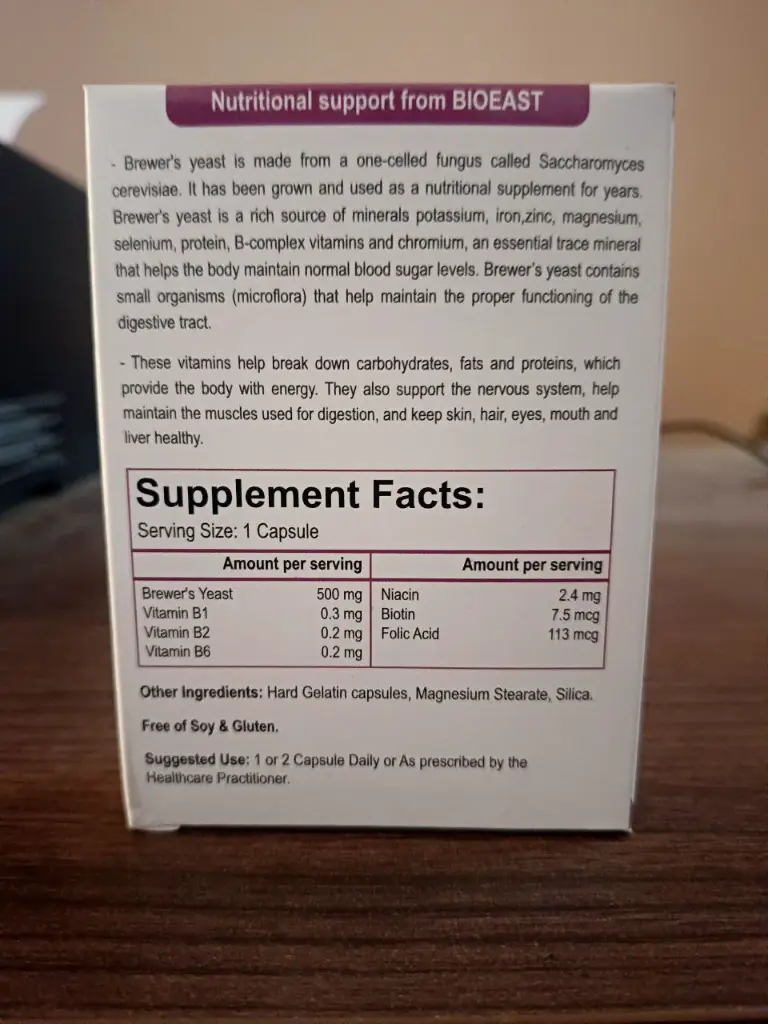 Nutritional support from BIOEAST
- Brewer's yeast is made from a one-celled fungus called Saccharomyces
cerevisiae. It has been grown and used as a nutritional supplement for years.
Brewer's yeast is a rich source of minerals potassium, iron,zinc, magnesium,
selenium, protein, B-complex vitamins and chromium, an essential trace mineral
that helps the body maintain normal blood sugar levels. Brewer's yeast contains
small organisms (microflora) that help maintain the proper functioning of the
digestive tract.
- These vitamins help break down carbohydrates, fats and proteins, which
provide the body with energy. They also support the nervous system, help
maintain the muscles used for digestion, and keep skin, hair, eyes, mouth and
liver healthy.
Supplement Facts:
Serving Size: 1 Capsule
Amount per serving Amount per serving
Brewer's Yeast 500 mg Niacin 2.4 mg
Vitamin B1 0.3 mg Biotin 7.5 mcg
Vitamin B2 0.2 mg Folic Acid 113 mcg
Vitamin B6 0.2 mg
Other Ingredients: Hard Gelatin capsules, Magnesium Stearate, Silica.
Free of Soy & Gluten.
Suggested Use: 1 or 2 Capsule Daily or As prescribed by the
Healthcare Practitioner.